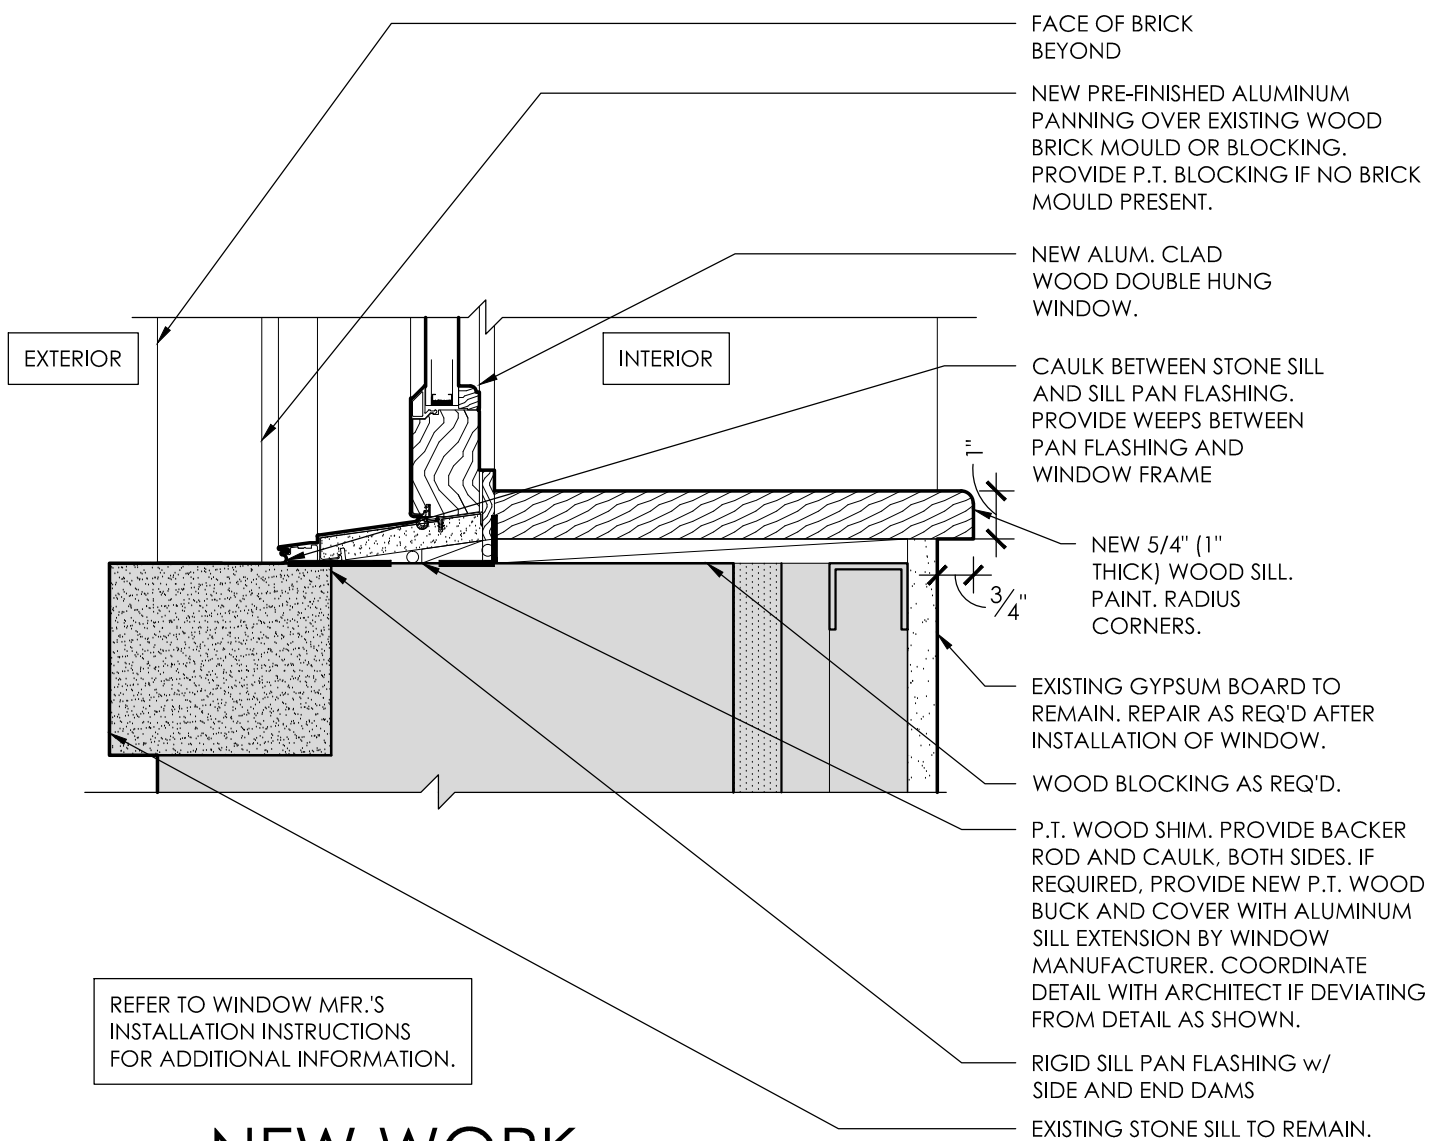 FACE OF BRICK
BEYOND
NEW PRE-FINISHED ALUMINUM
PANNING OVER EXISTING WOOD
BRICK MOULD OR BLOCKING.
PROVIDE P.T. BLOCKING IF NO BRICK
MOULD PRESENT.
NEW ALUM. CLAD
WOOD DOUBLE HUNG
WINDOW.
EXTERIOR
INTERIOR
CAULK BETWEEN STONE SILL
AND SILL PAN FLASHING.
PROVIDE WEEPS BETWEEN
PAN FLASHING AND
WINDOW FRAME
1"
NEW 5/4" (1"
THICK) WOOD SILL.
PAINT. RADIUS
CORNERS.
3/4"
EXISTING GYPSUM BOARD TO
REMAIN. REPAIR AS REQ'D AFTER
INSTALLATION OF WINDOW.
WOOD BLOCKING AS REQ'D.
P.T. WOOD SHIM. PROVIDE BACKER
ROD AND CAULK, BOTH SIDES. IF
REQUIRED, PROVIDE NEW P.T. WOOD
BUCK AND COVER WITH ALUMINUM
SILL EXTENSION BY WINDOW
MANUFACTURER. COORDINATE
DETAIL WITH ARCHITECT IF DEVIATING
FROM DETAIL AS SHOWN.
REFER TO WINDOW MFR.'S
INSTALLATION INSTRUCTIONS
FOR ADDITIONAL INFORMATION.
RIGID SILL PAN FLASHING w/
SIDE AND END DAMS
EXISTING STONE SILL TO REMAIN.
NEW WORK